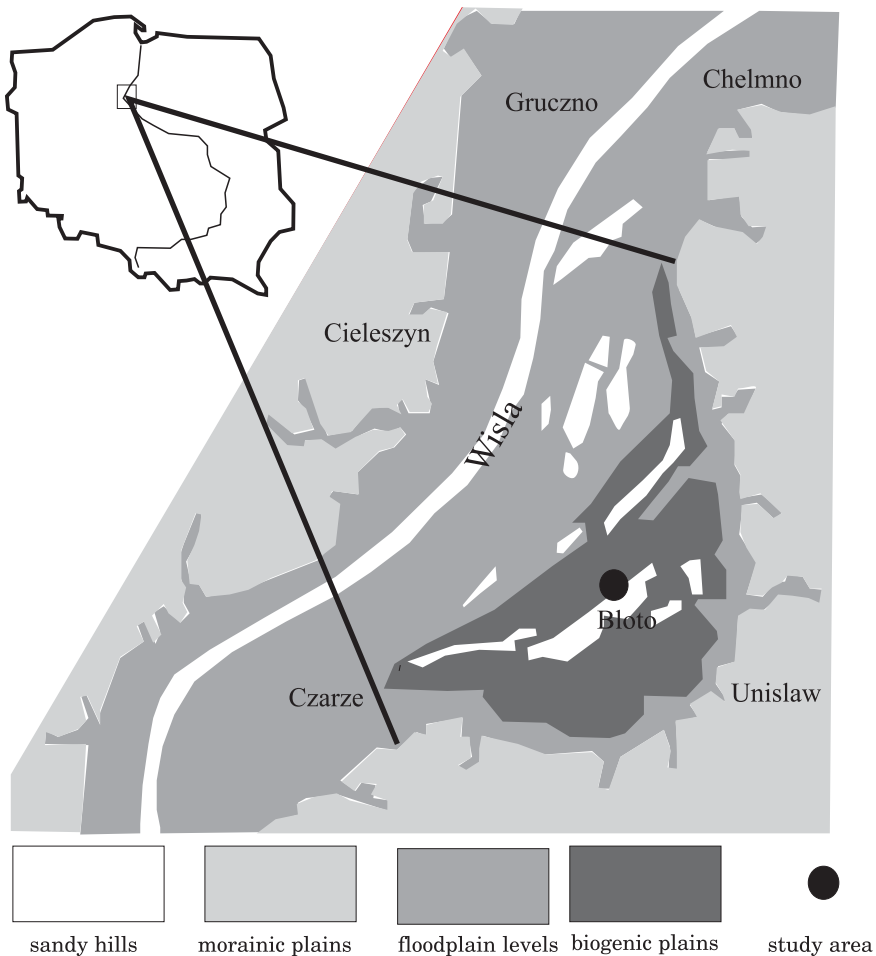 Chelmno
Gruczno
Cieleszyn
Wisla
Bloto
Czarze
Unislaw
sandy hills
morainic plains
floodplain levels
biogenic plains
study area